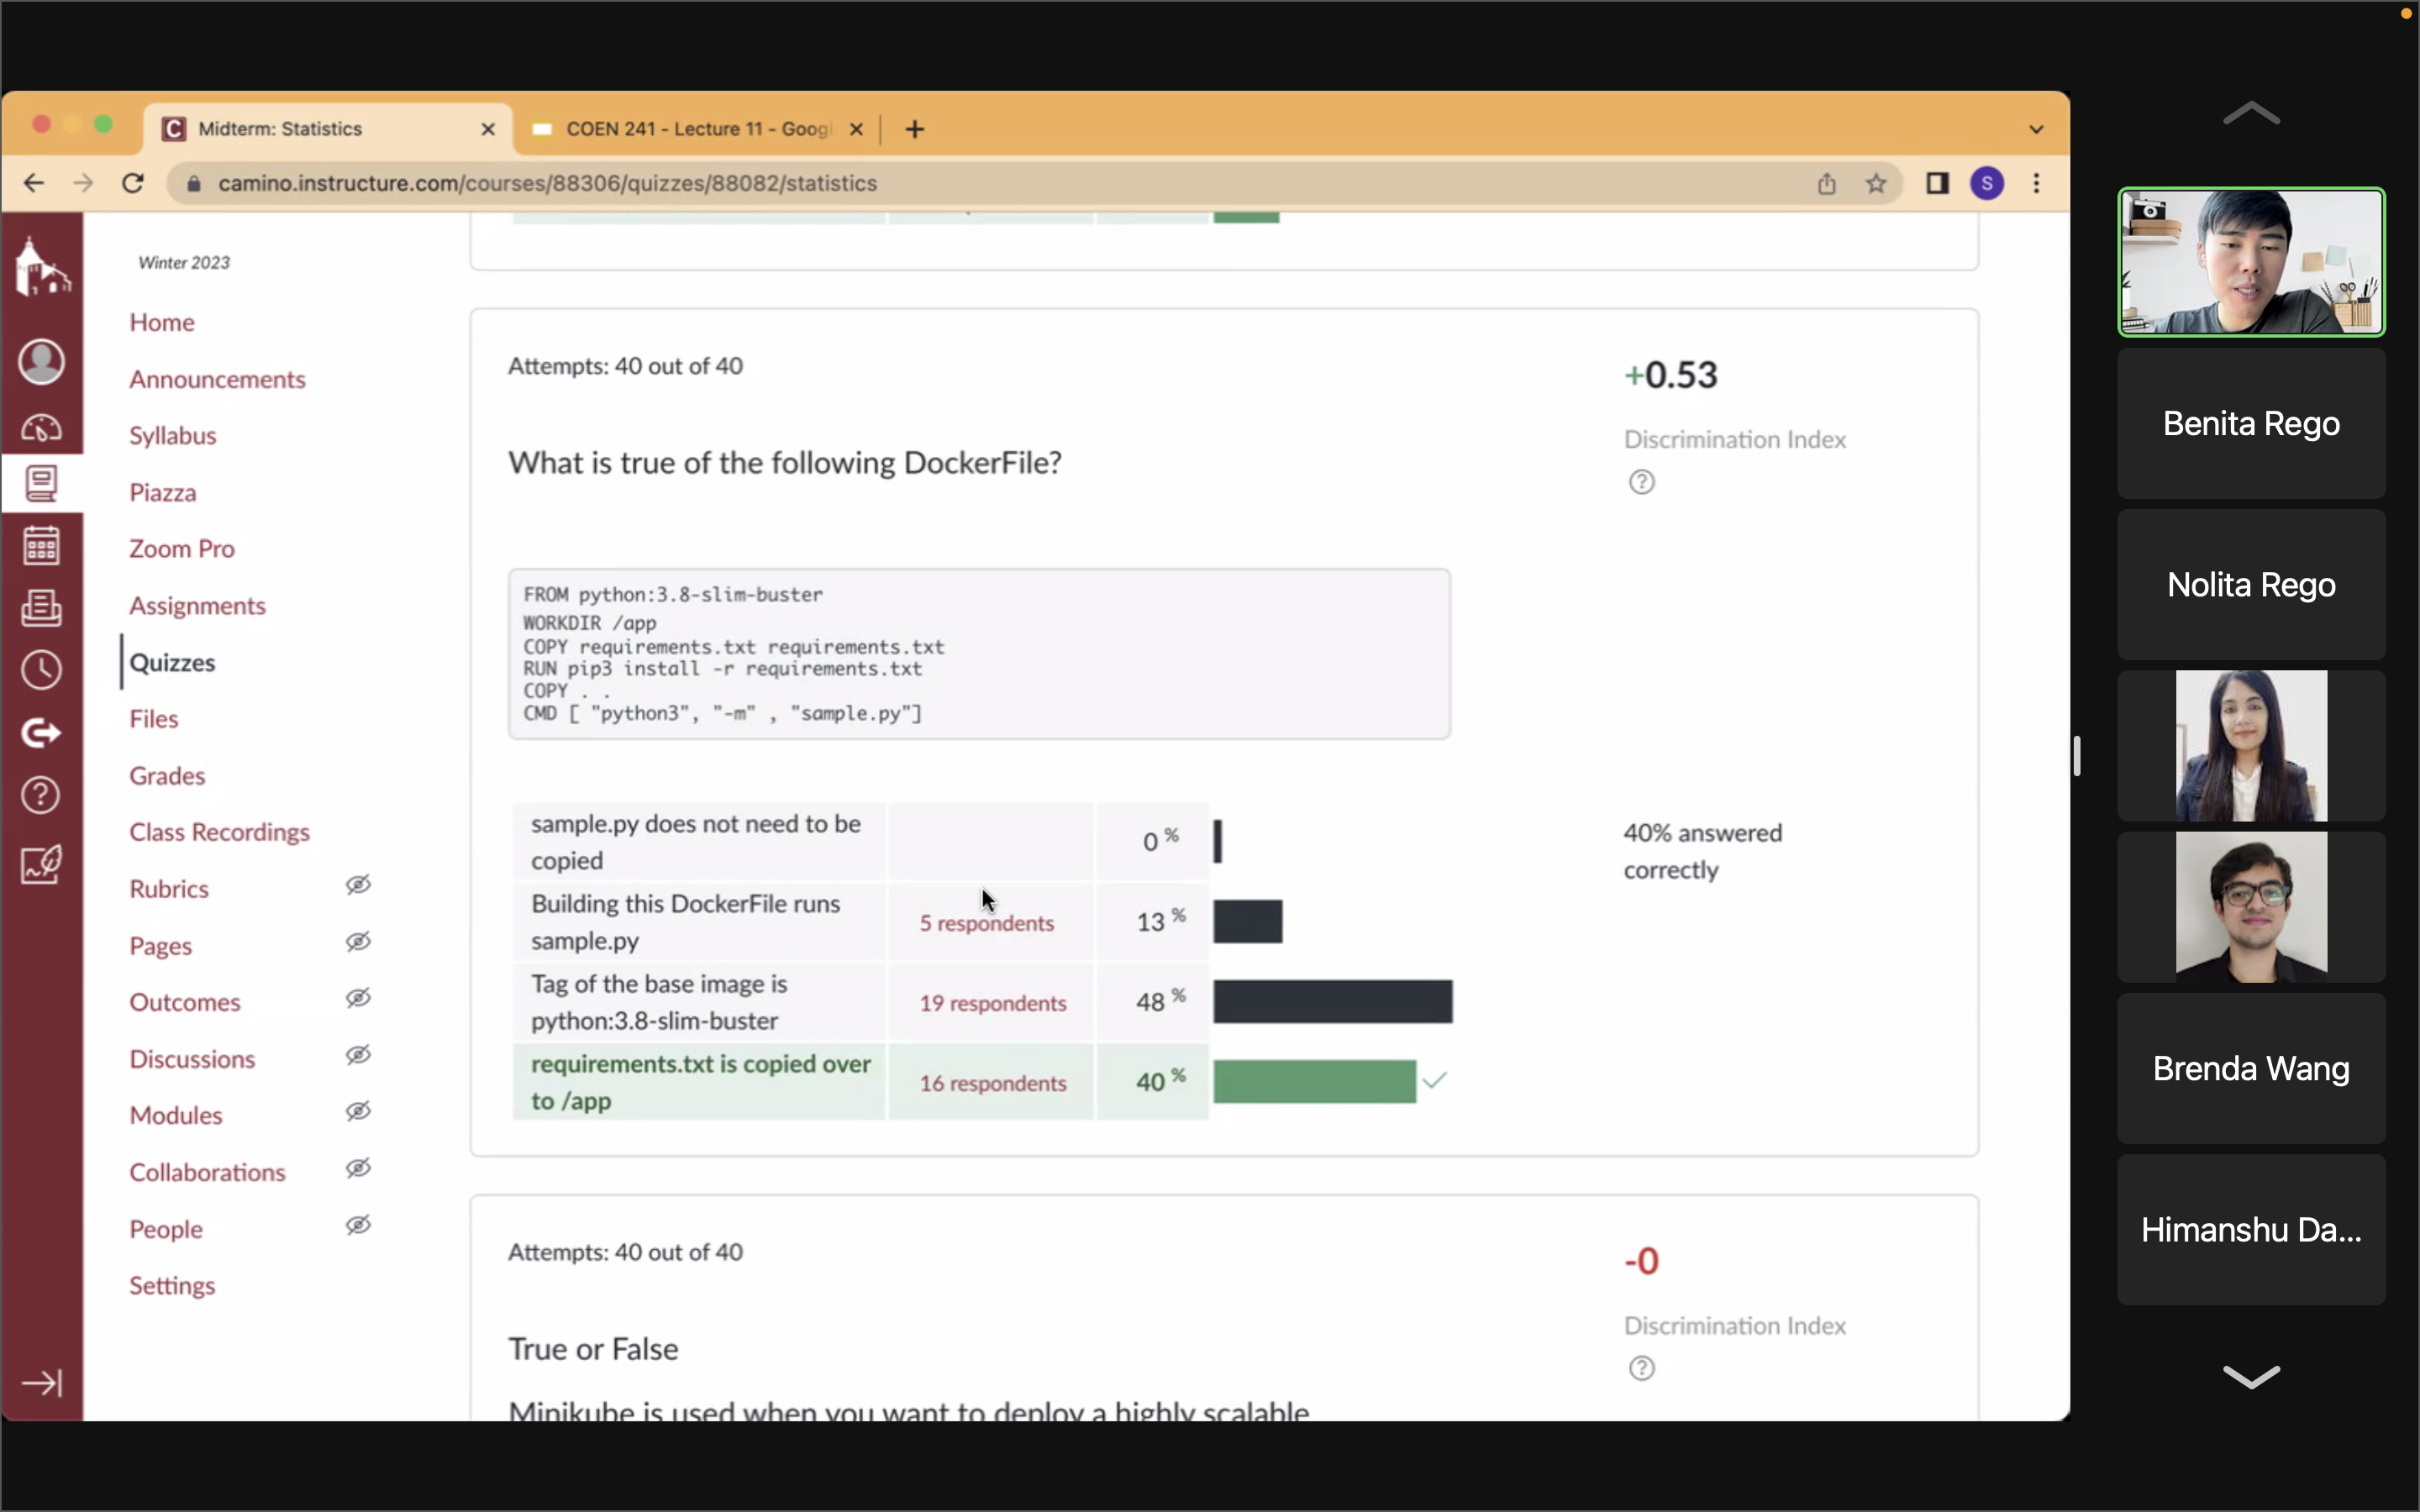 Midterm: Statistics
COEN 241 - Lecture 11 - Googl
camino.instructure.com/courses/88306/quizzes/88082/statistics
S
Winter 2023
Home
Announcements
Syllabus
Piazza
Zoom Pro
Assignments
Quizzes
Files
Grades
Class Recordings
Rubrics
Pages
Outcomes
Discussions
Modules
Collaborations
People
Settings
Attempts: 40 out of 40
+0.53
Discrimination Index
What is true of the following DockerFile?
FROM python:3.8-slim-buster
WORKDIR /app
COPY requirements.txt requirements.txt
RUN pip3 install -r requirements.txt
COPY . .
CMD [ "python3", "-m" , "sample.py"]
sample.py does not need to be
copied
0 %
40% answered
correctly
Building this DockerFile runs
sample.py
5 respondents
13 %
Tag of the base image is
python:3.8-slim-buster
19 respondents
48 %
requirements.txt is copied over
to /app
16 respondents
40 %
Attempts: 40 out of 40
-0
Discrimination Index
True or False
Minikube is used when you want to deploy a highly scalable
Benita Rego
Nolita Rego
Brenda Wang
Himanshu Da...